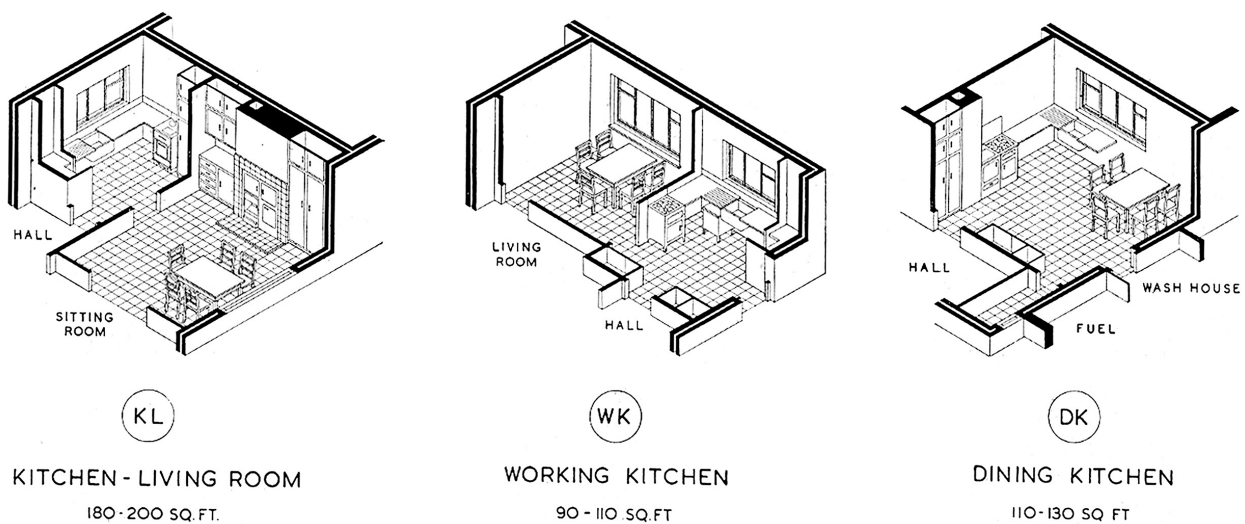 HALL
SITTING
ROOM
KL
KITCHEN - LIVING ROOM
180 - 200 SQ. FT.
LIVING
ROOM
HALL
WK
WORKING KITCHEN
90 - 110 SQ. FT
HALL
WASH HOUSE
FUEL
DK
DINING KITCHEN
110 - 130 SQ FT